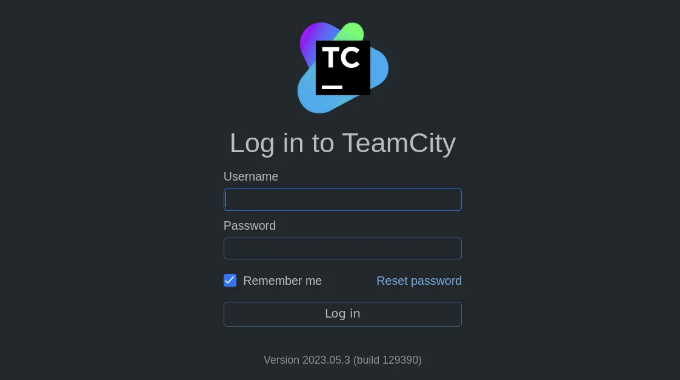 TC
Log in to TeamCity
Username
Password
Remember me Reset password
Log in
Version 2023.05.3 (build 129390)